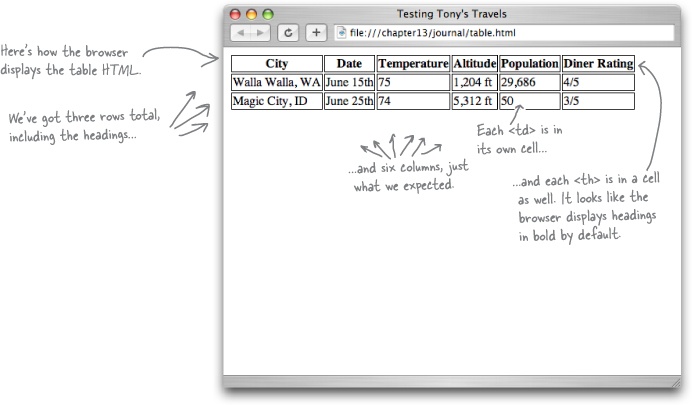 Testing Tony's Travels
file:///chapter13/journal/table.html
Here's how the browser
displays the table HTML.
City Date Temperature Altitude Population Diner Rating
Walla Walla, WA June 15th 75 1,204 ft 29,686 4/5
Magic City, ID June 25th 74 5,312 ft 50 3/5
We've got three rows total,
including the headings...
Each <td> is in
its own cell...
...and six columns, just
what we expected.
...and each <th> is in a cell
as well. It looks like the
browser displays headings
in bold by default.